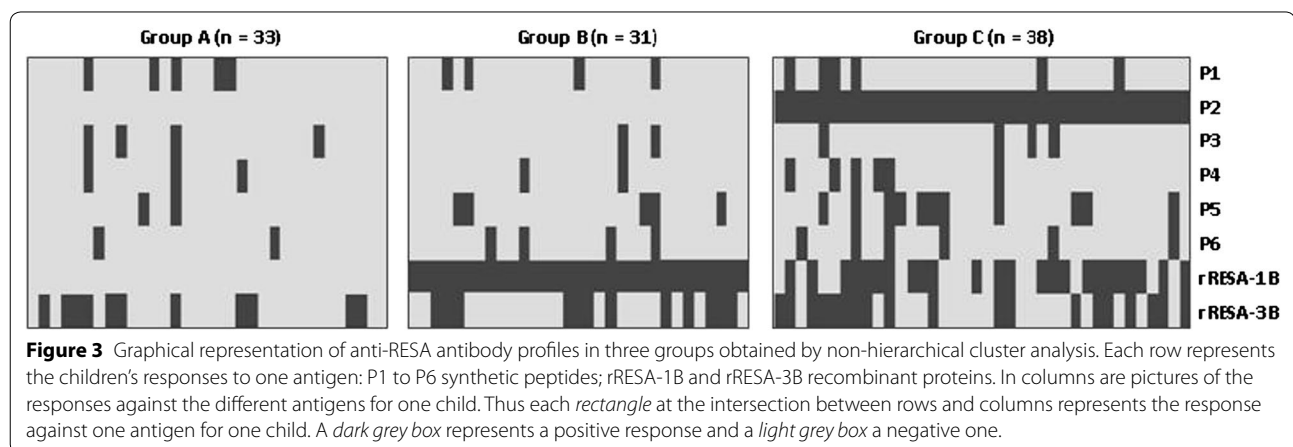 Group A (n = 33)
Group B (n = 31)
Group C (n = 38)
P1
P2
P3
P4
P5
P6
rRESA-1B
rRESA-3B
Figure 3 Graphical representation of anti-RESA antibody profiles in three groups obtained by non-hierarchical cluster analysis. Each row represents
the children's responses to one antigen: P1 to P6 synthetic peptides; rRESA-1B and rRESA-3B recombinant proteins. In columns are pictures of the
responses against the different antigens for one child. Thus each rectangle at the intersection between rows and columns represents the response
against one antigen for one child. A dark grey box represents a positive response and a light grey box a negative one.